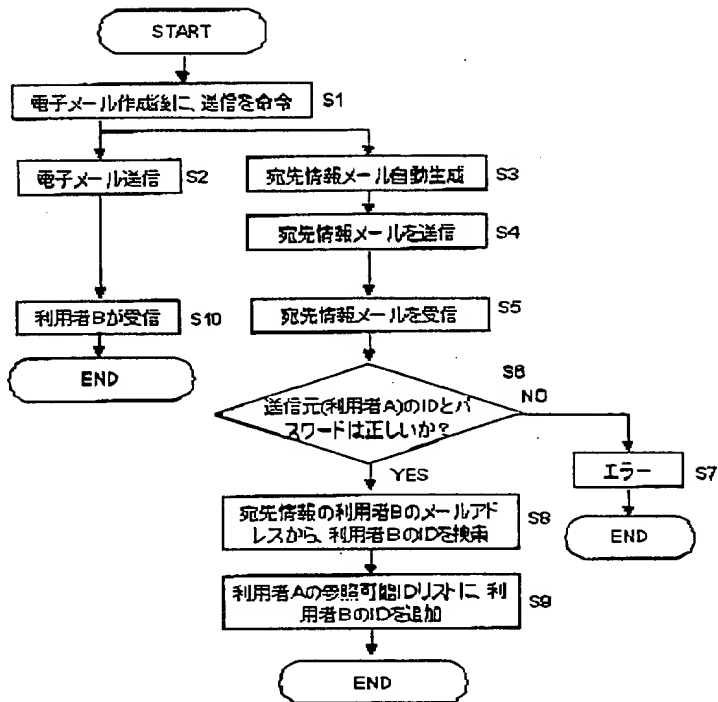 START
電子メール作成後に、送信を命令
S1
電子メール送信
S2
宛先情報メール自動生成
S3
宛先情報メールを送信
S4
宛先情報メールを受信
S5
利用者Bが受信
S10
END
S6
送信元(利用者A)のIDとパ
スワードは正しいか?
NO
YES
エラー
S7
END
宛先情報の利用者Bのメールアド
レスから、利用者BのIDを検索
S8
利用者Aの参照可能IDリストに、利
用者BのIDを追加
S9
END